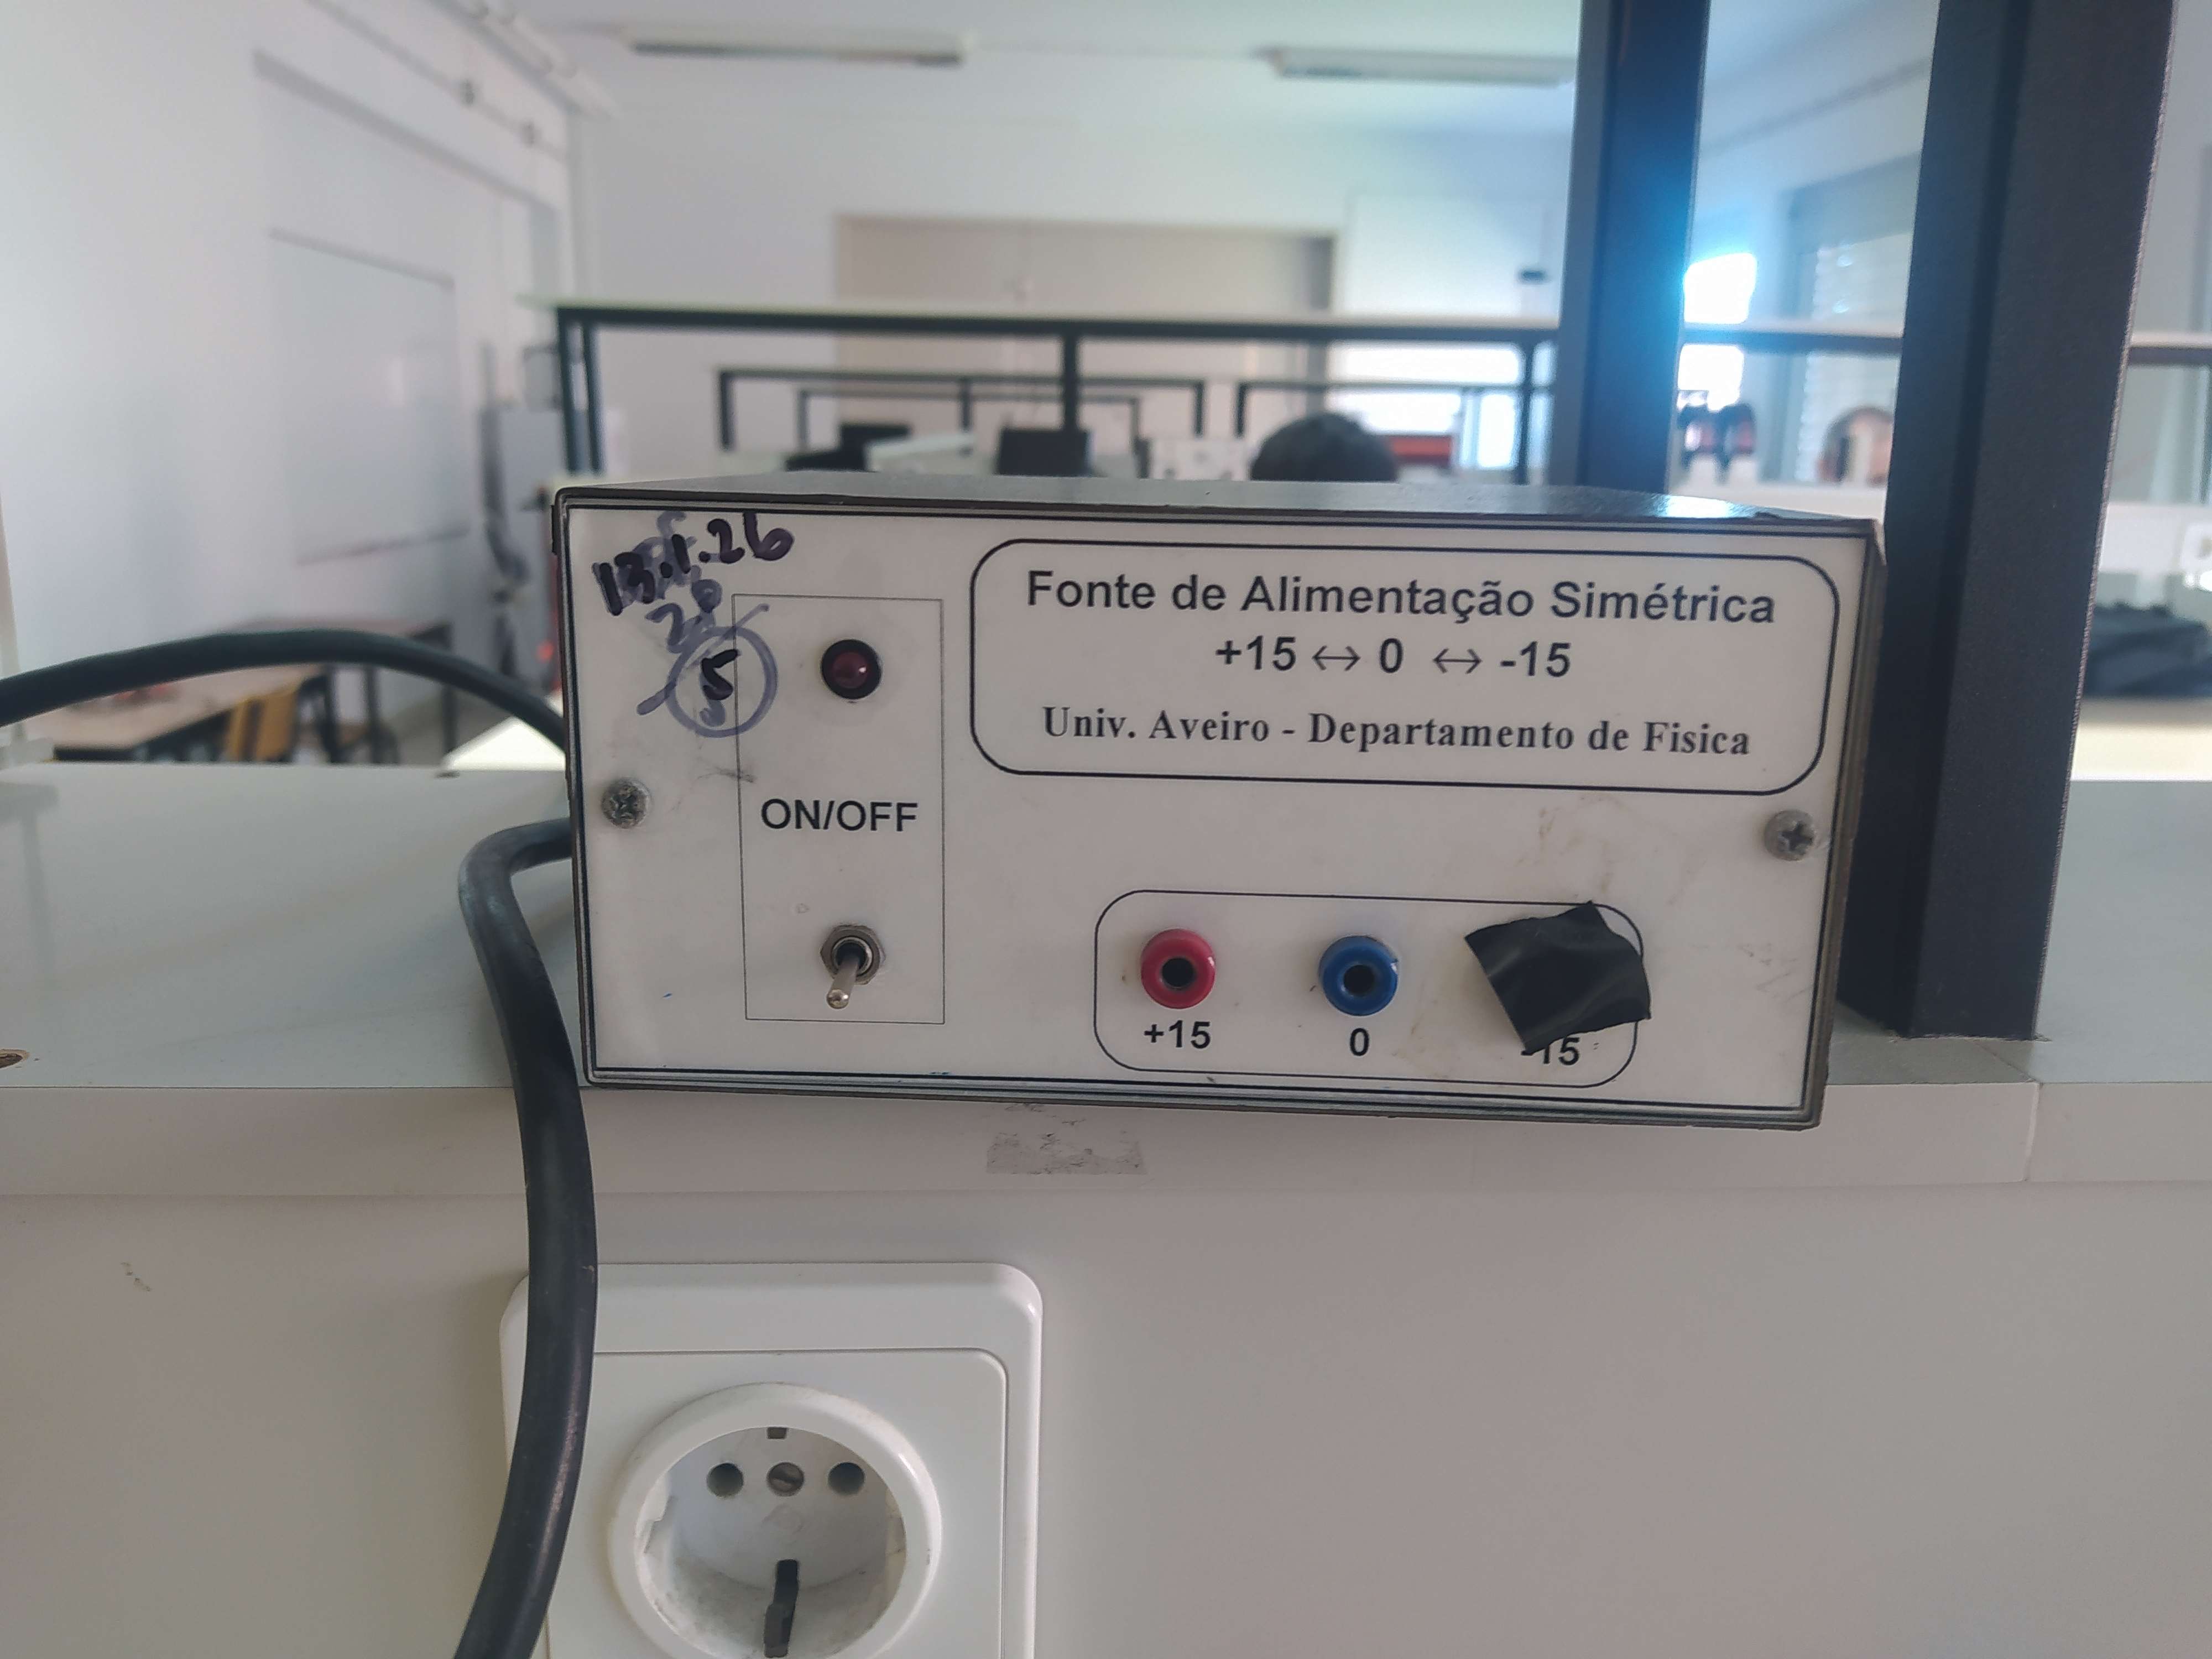 13.1.26
5
Fonte de Alimentação Simétrica
+15 ↔ 0 ↔ -15
Univ. Aveiro - Departamento de Fisica
ON/OFF
+15 0 -15